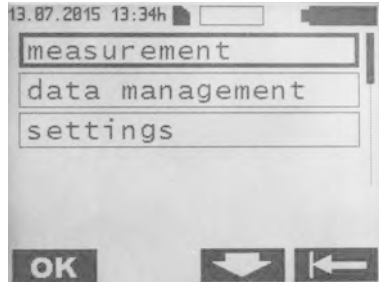 13.07.2015 13:34h
measurement
data management
settings
OK